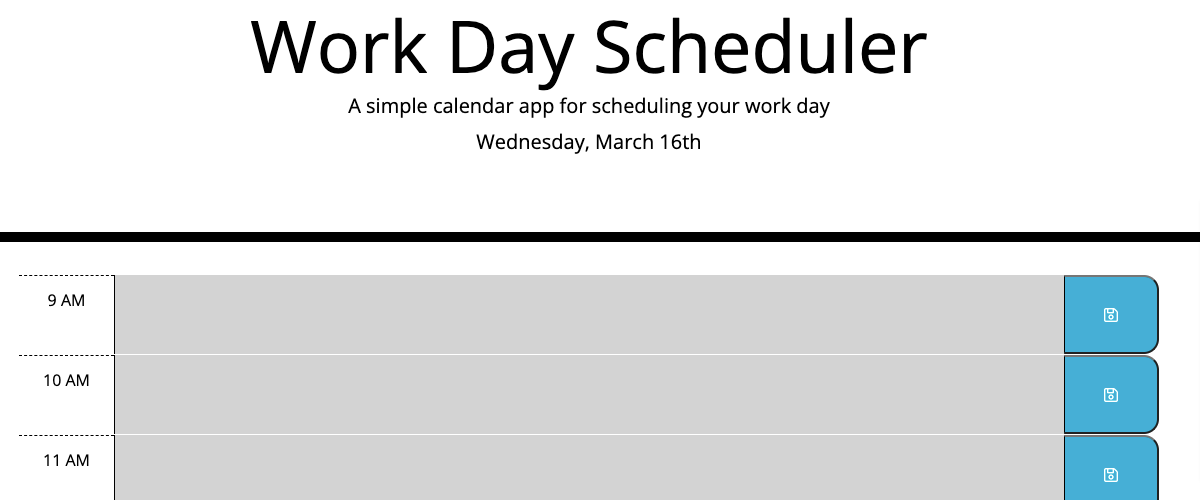 Work Day Scheduler
A simple calendar app for scheduling your work day
Wednesday, March 16th
9 AM
10 AM
11 AM